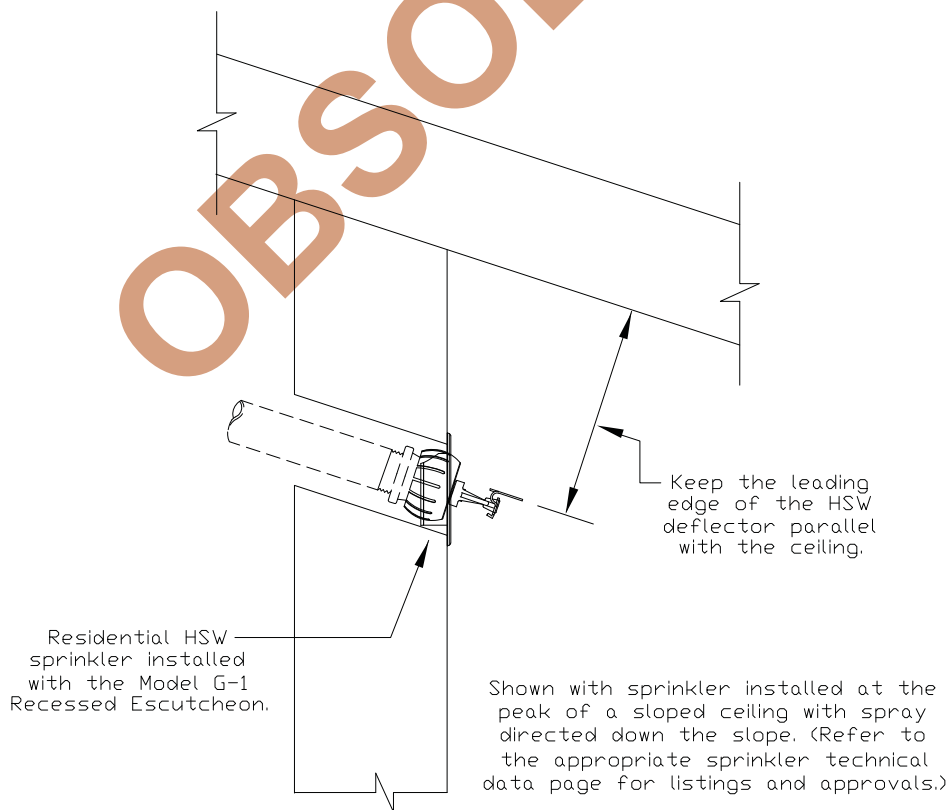 OBSOL
Keep the leading
edge of the HSW
deflector parallel
with the ceiling.
Residential HSW
sprinkler installed
with the Model G-1
Recessed Escutcheon.
Shown with sprinkler installed at the
peak of a sloped ceiling with spray
directed down the slope. (Refer to
the appropriate sprinkler technical
data page for listings and approvals.)